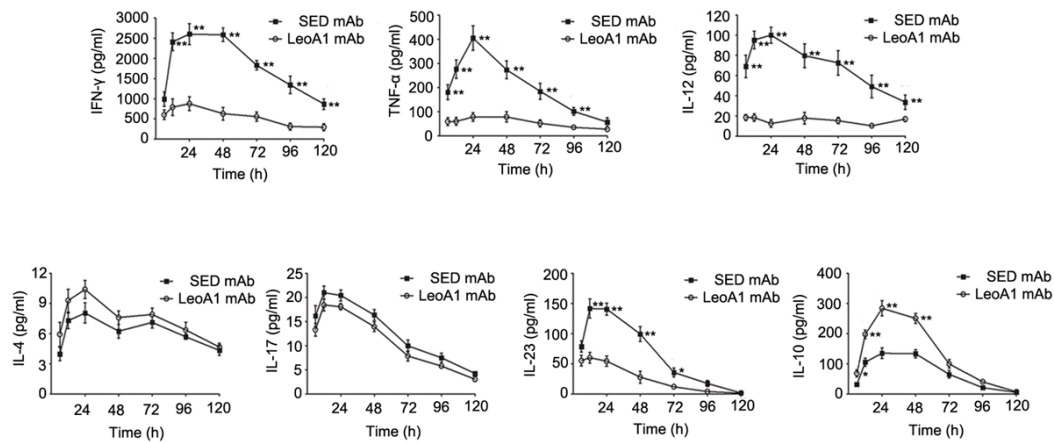 SED mAb
LeoA1 mAb
IFN-γ (pg/ml)
3000
2500
2000
1500
1000
500
0
**
**
**
**
**
**
24 48 72 96 120
Time (h)
SED mAb
LeoA1 mAb
TNF-α (pg/ml)
500
400
300
200
100
0
**
**
**
**
**
**
24 48 72 96 120
Time (h)
SED mAb
LeoA1 mAb
IL-12 (pg/ml)
120
100
80
60
40
20
0
**
**
**
**
**
**
**
24 48 72 96 120
Time (h)
SED mAb
LeoA1 mAb
IL-4 (pg/ml)
12
9
6
3
0
24 48 72 96 120
Time (h)
SED mAb
LeoA1 mAb
IL-17 (pg/ml)
25
20
15
10
5
0
24 48 72 96 120
Time (h)
SED mAb
LeoA1 mAb
IL-23 (pg/ml)
200
150
100
50
0
**
**
**
*
24 48 72 96 120
Time (h)
SED mAb
LeoA1 mAb
IL-10 (pg/ml)
400
300
200
100
0
**
**
**
*
24 48 72 96 120
Time (h)